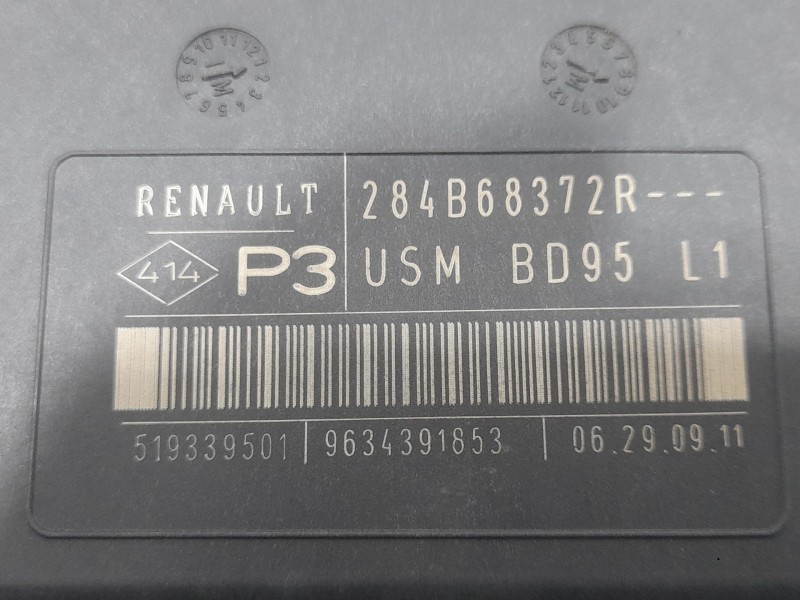 RENAULT 284B68372R---
414 P3 USM BD95 L1
519339501 9634391853 06.29.09.11